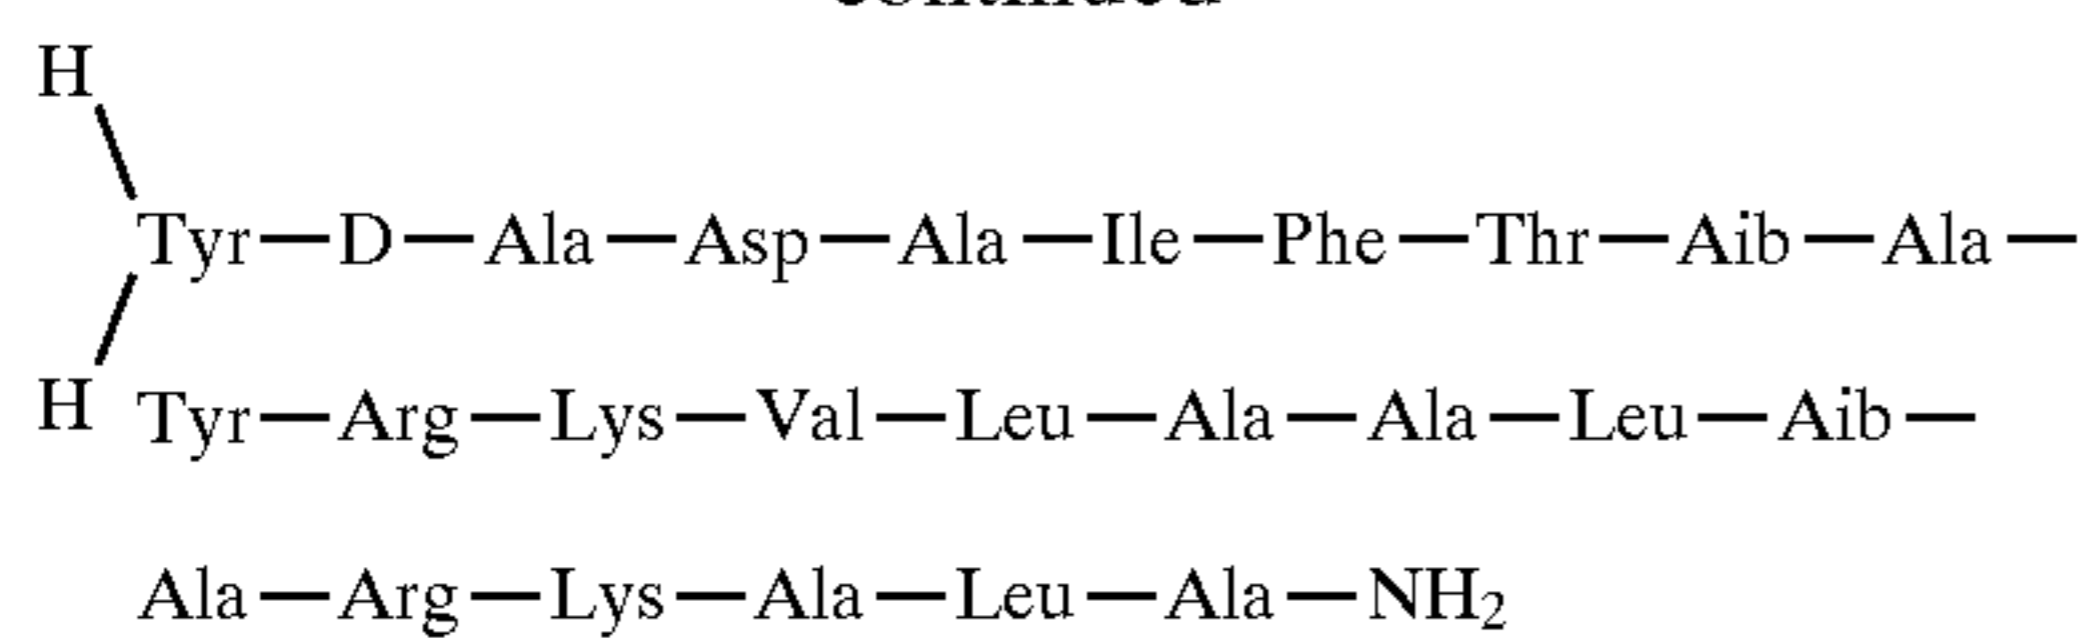 H
Tyr—D—Ala—Asp—Ala—Ile—Phe—Thr—Aib—Ala—
H Tyr—Arg—Lys—Val—Leu—Ala—Ala—Leu—Aib—
Ala—Arg—Lys—Ala—Leu—Ala—NH₂